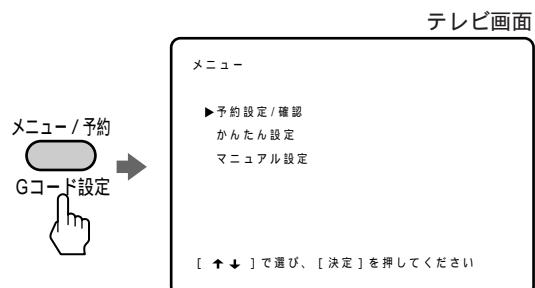 テレビ画面
メニュー
▶予約設定/確認
かんたん設定
マニュアル設定
[ ↑↓ ]で選び、[決定]を押してください
メニュー / 予約
Gコード設定